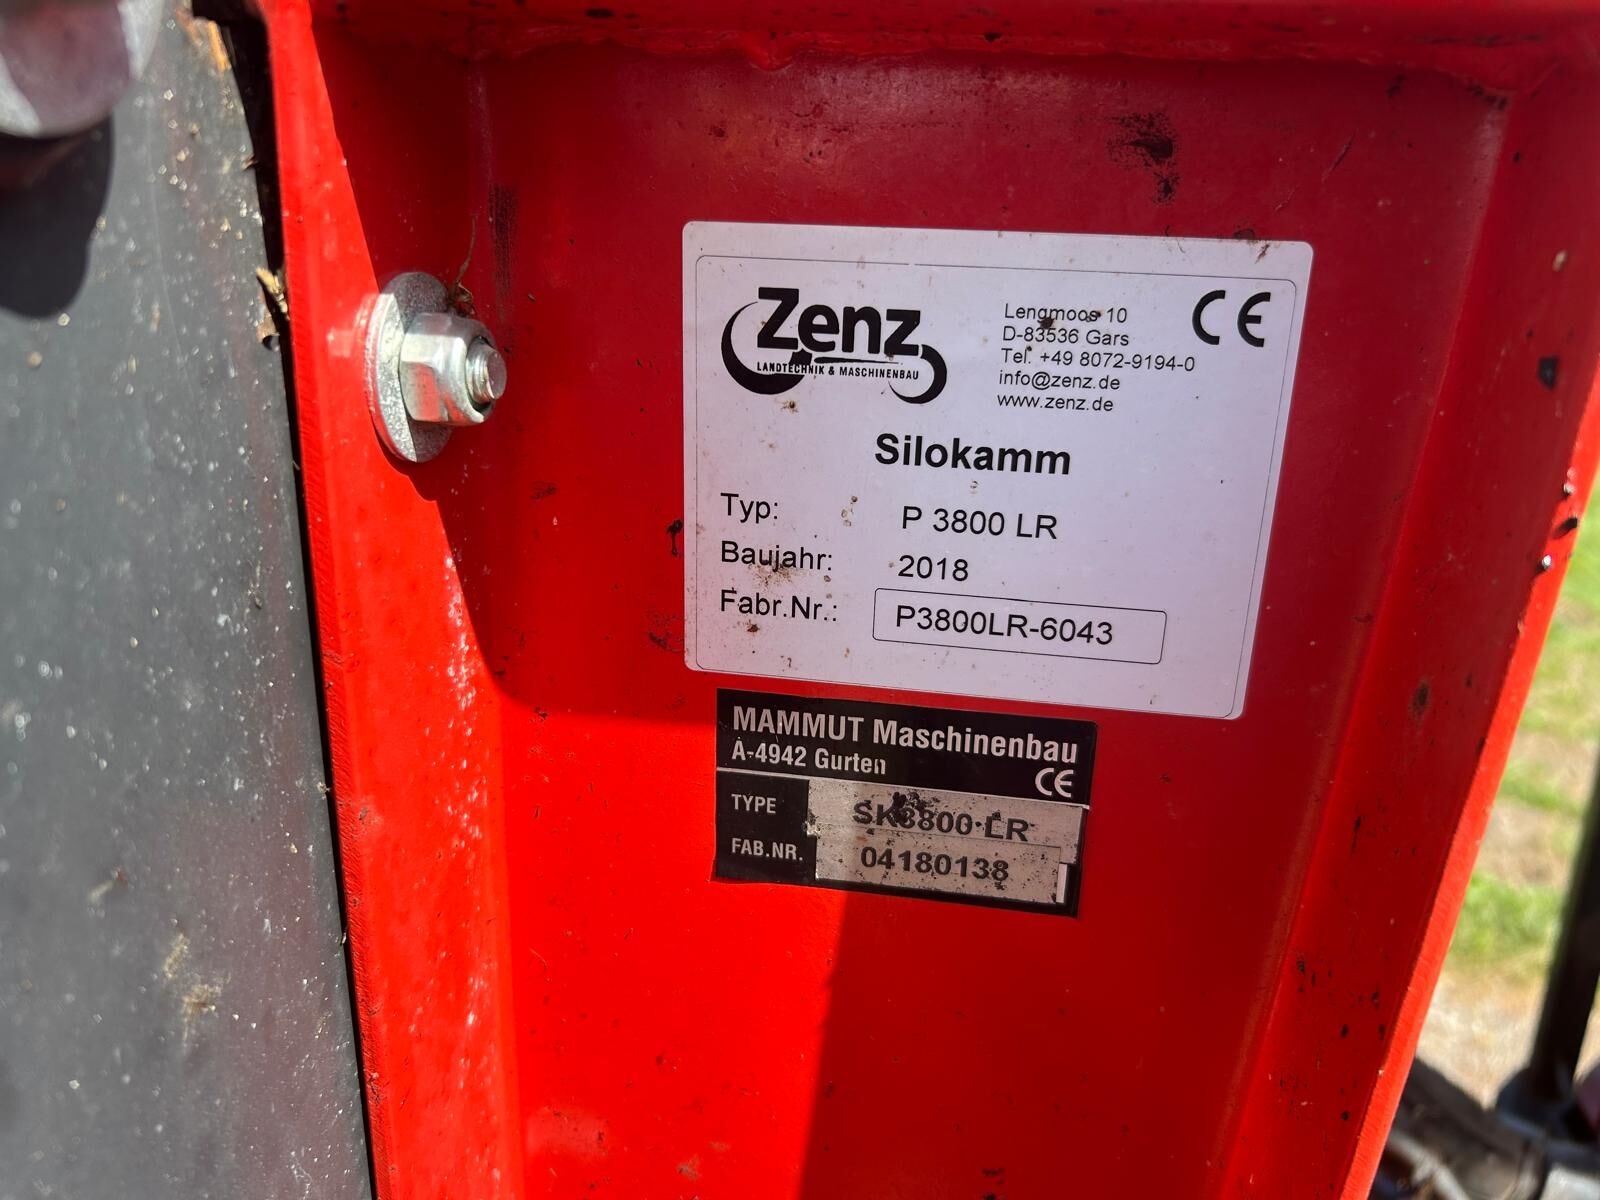 Zenz
LANDTECHNIK & MASCHINENBAU
Lengmoos 10
D-83536 Gars
Tel. +49 8072-9194-0
info@zenz.de
www.zenz.de
CE
Silokamm
Typ: P 3800 LR
Baujahr: 2018
Fabr.Nr.: P3800LR-6043
MAMMUT Maschinenbau
A-4942 Gurten
CE
TYPE SK3800 LR
FAB.NR. 04180138